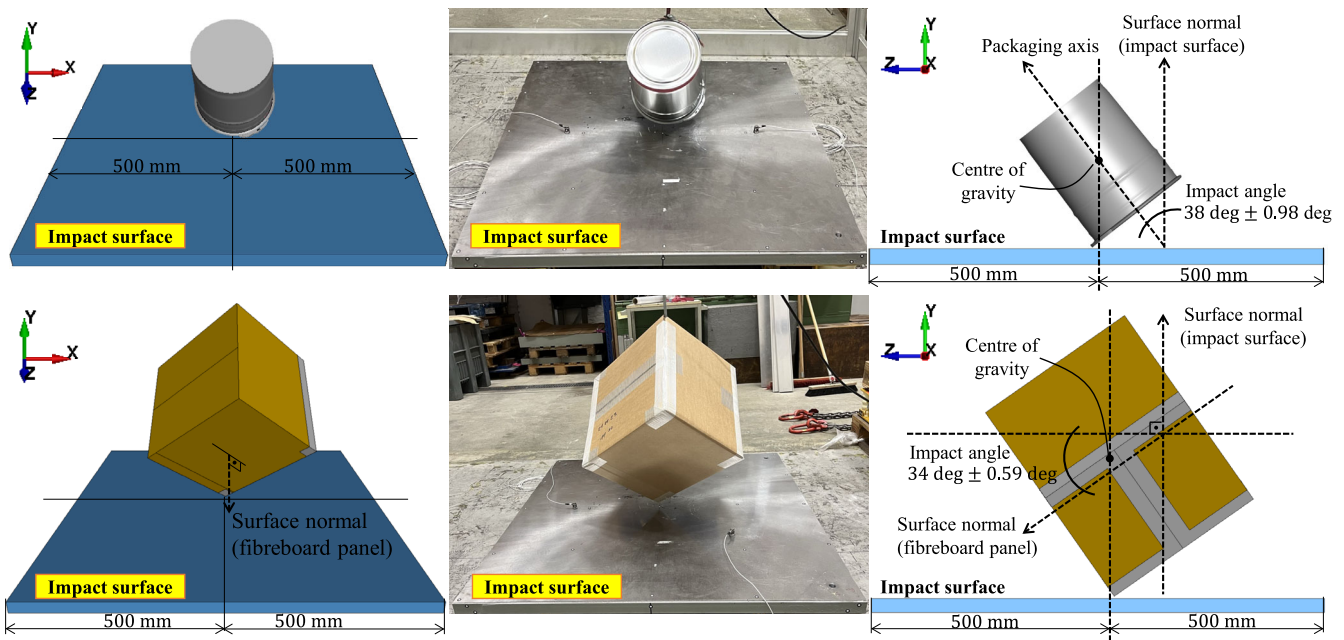 Y
X
Z
500 mm
500 mm
Impact surface
Impact surface
Y
Z
X
Packaging axis
Surface normal
(impact surface)
Centre of
gravity
Impact angle
38 deg ± 0.98 deg
Impact surface
500 mm
500 mm
Y
X
Z
Surface normal
(fibreboard panel)
Impact surface
500 mm
500 mm
Impact surface
Y
Z
X
Surface normal
(impact surface)
Centre of
gravity
Impact angle
34 deg ± 0.59 deg
Surface normal
(fibreboard panel)
Impact surface
500 mm
500 mm